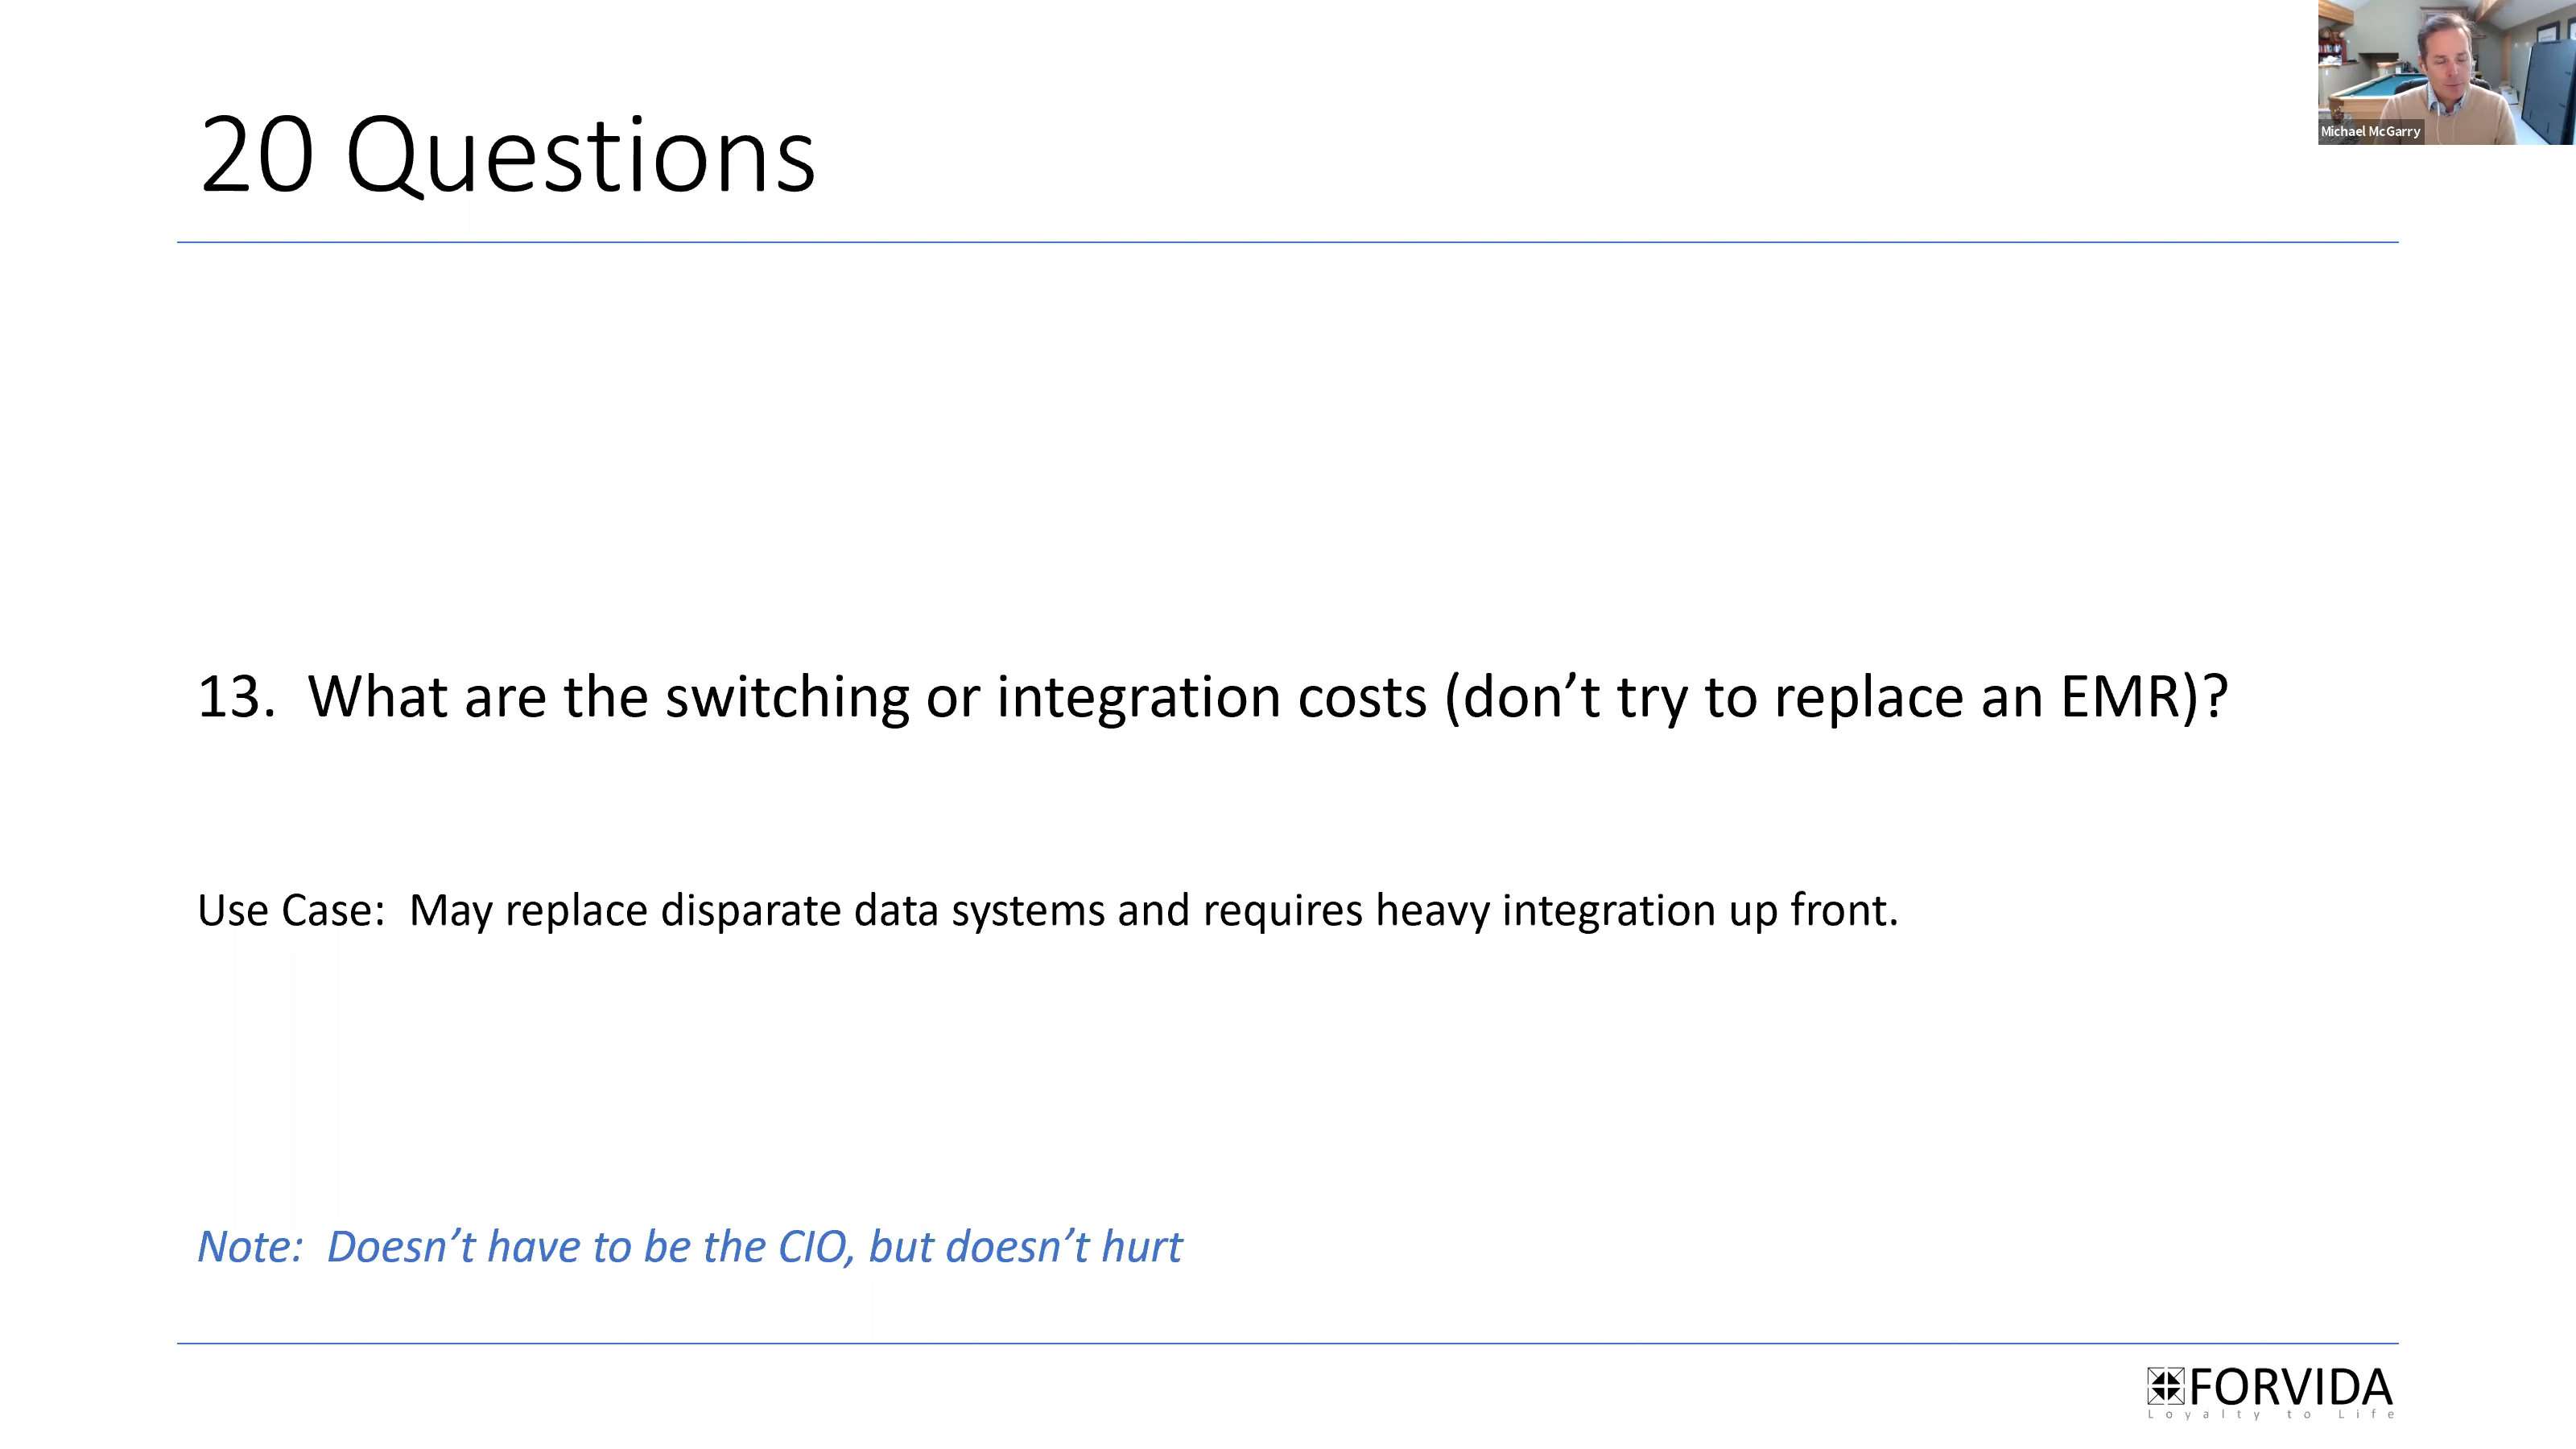 Michael McGarry
20 Questions
13. What are the switching or integration costs (don’t try to replace an EMR)?
Use Case: May replace disparate data systems and requires heavy integration up front.
Note: Doesn’t have to be the CIO, but doesn’t hurt
FORVIDA
Loyalty to Life